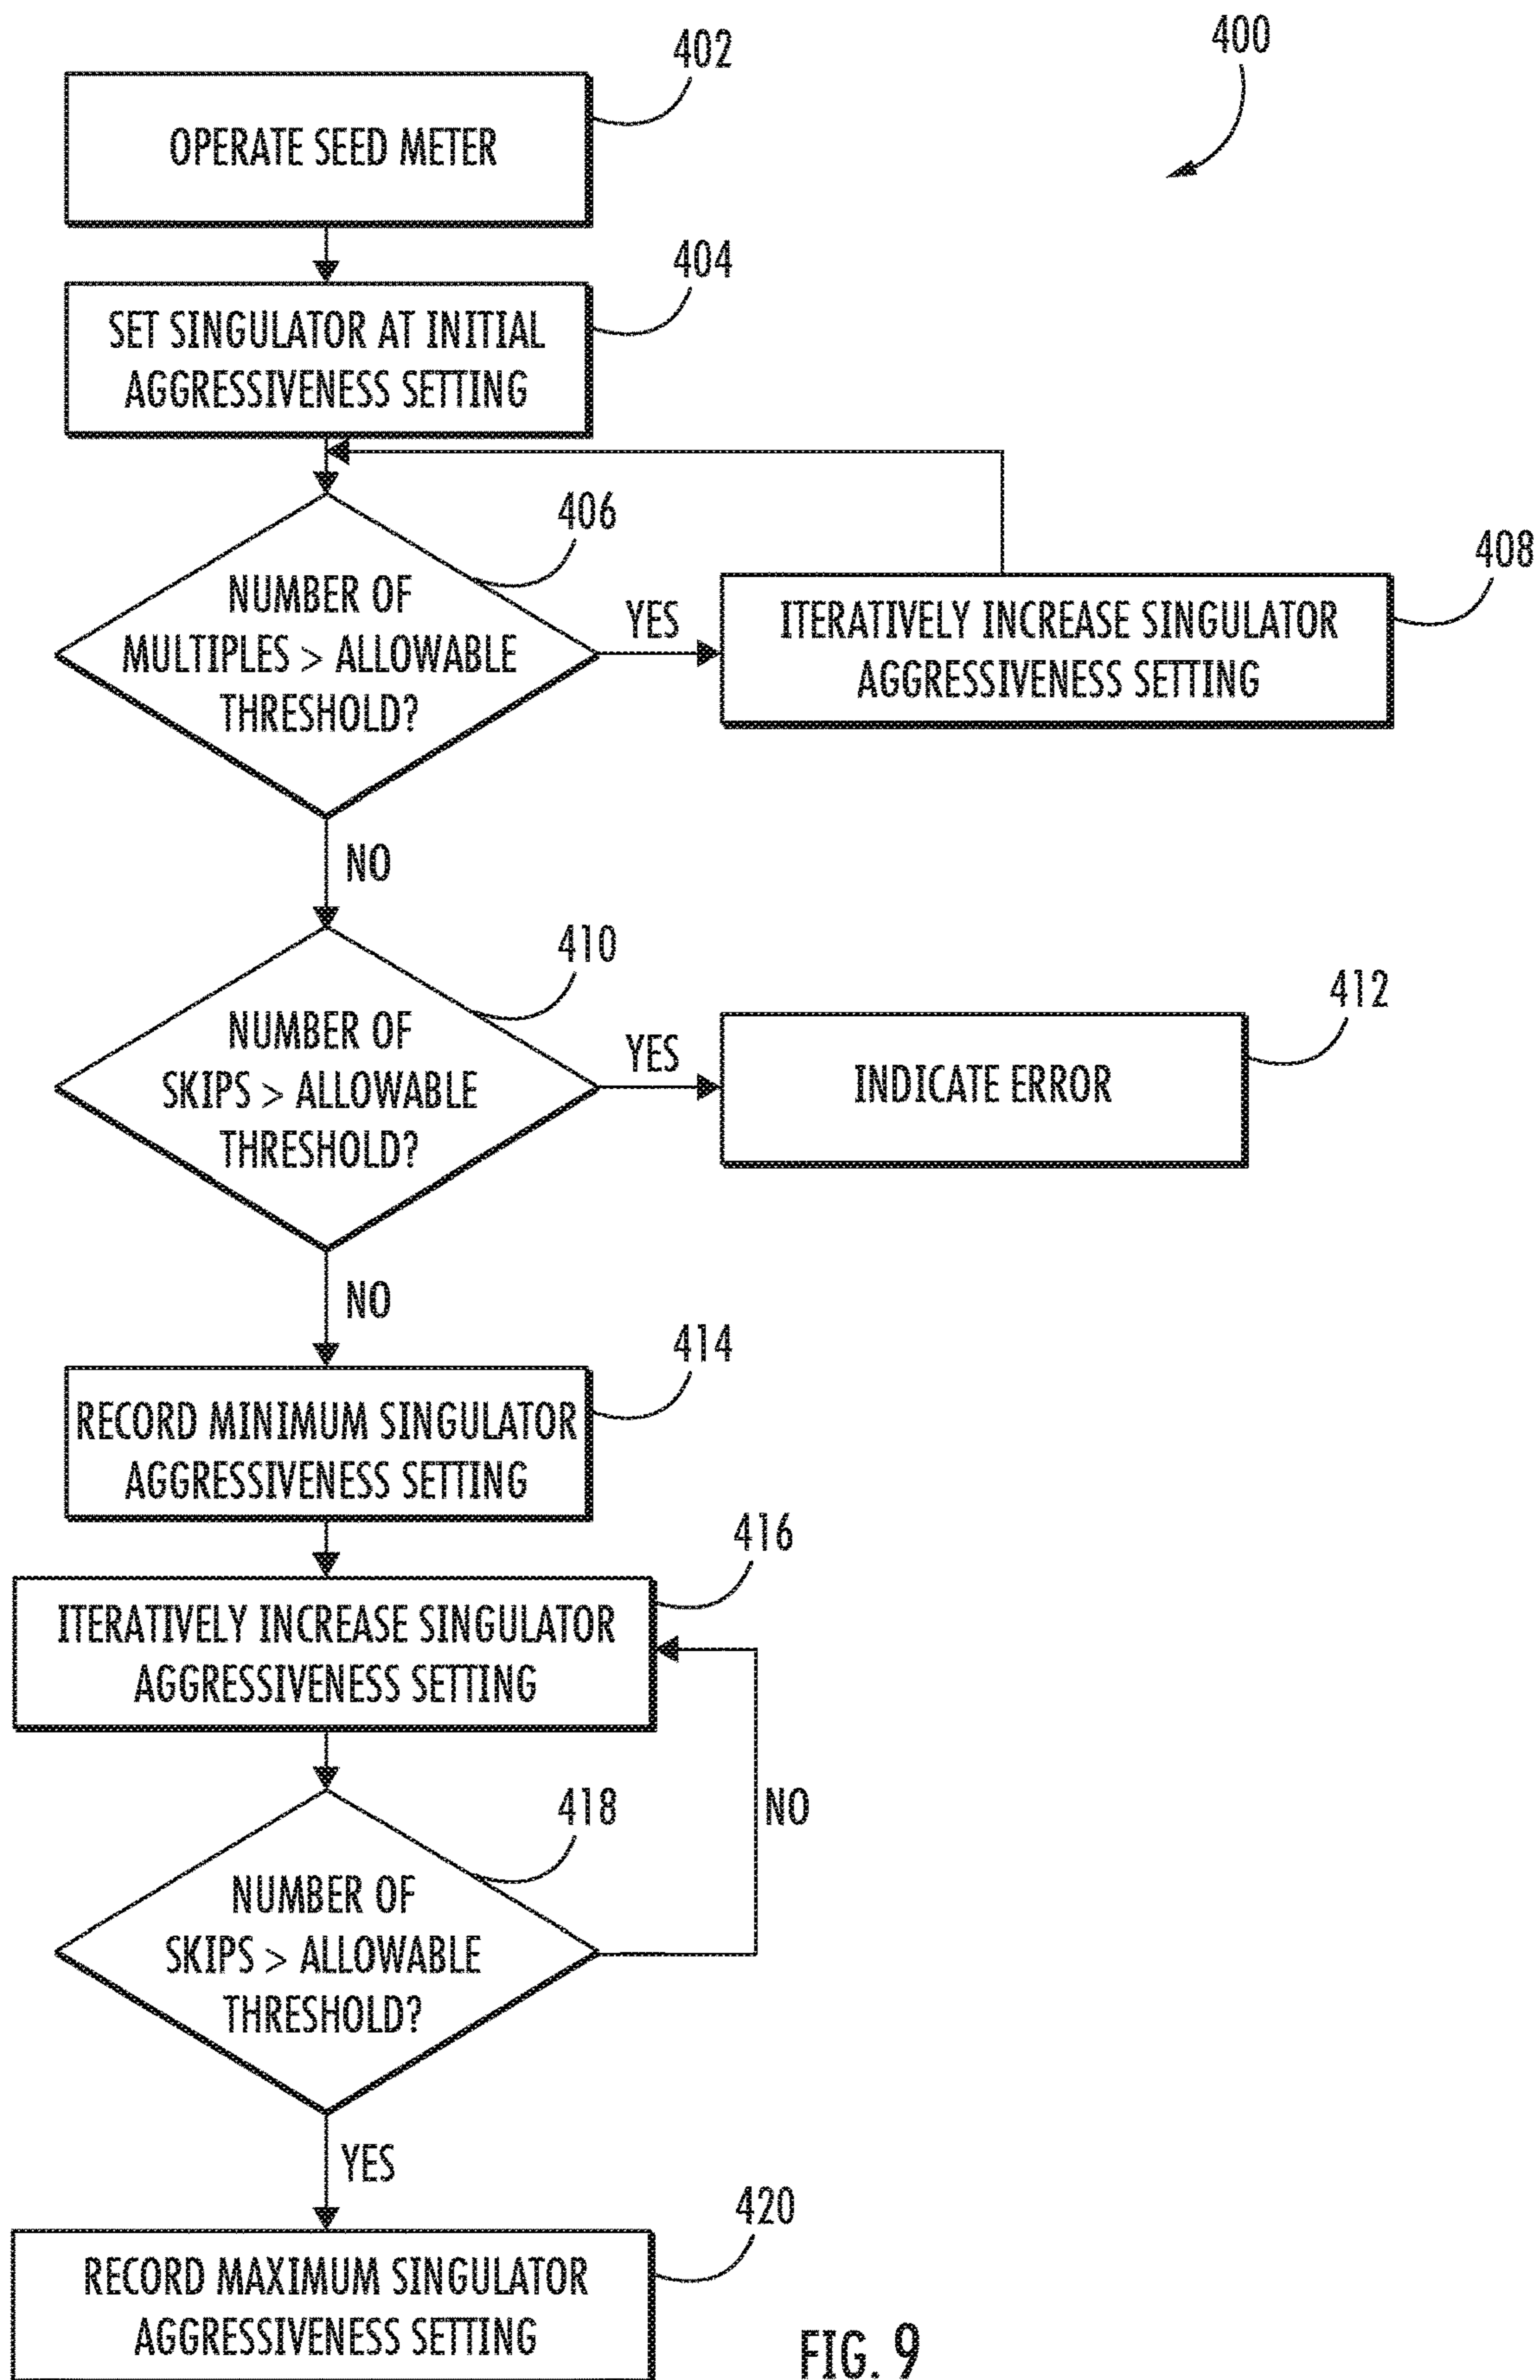 400
402
OPERATE SEED METER
404
SET SINGULATOR AT INITIAL
AGGRESSIVENESS SETTING
406
NUMBER OF
MULTIPLES > ALLOWABLE
THRESHOLD?
YES
408
ITERATIVELY INCREASE SINGULATOR
AGGRESSIVENESS SETTING
NO
410
NUMBER OF
SKIPS > ALLOWABLE
THRESHOLD?
YES
412
INDICATE ERROR
NO
414
RECORD MINIMUM SINGULATOR
AGGRESSIVENESS SETTING
416
ITERATIVELY INCREASE SINGULATOR
AGGRESSIVENESS SETTING
418
NUMBER OF
SKIPS > ALLOWABLE
THRESHOLD?
NO
YES
420
RECORD MAXIMUM SINGULATOR
AGGRESSIVENESS SETTING
FIG. 9